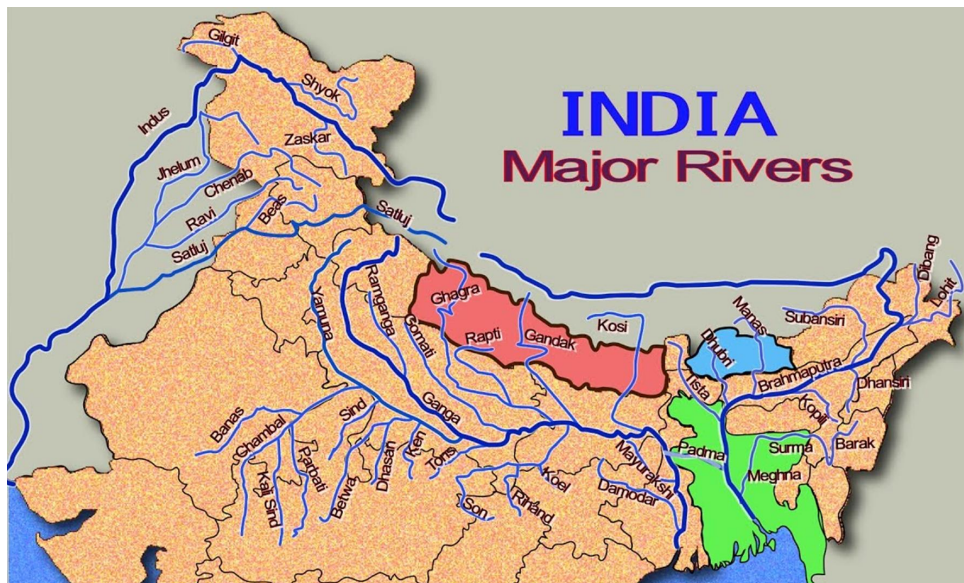 INDIA
Major Rivers
Gilgit
Shyok
Indus
Zaskar
Jhelum
Chenab
Ravi
Beas
Satluj
Satluj
Yamuna
Ramganga
Gomati
Ghagra
Rapti
Gandak
Kosi
Manas
Dhubri
Tista
Subansiri
Dibang
Lohit
Brahmaputra
Dhansiri
Kopili
Banas
Chambal
Sind
Ganga
Kali Sind
Parbati
Betwa
Dhasan
Ken
Tons
Son
Rihand
Koel
Mayurakshi
Damodar
Padma
Surma
Barak
Meghna